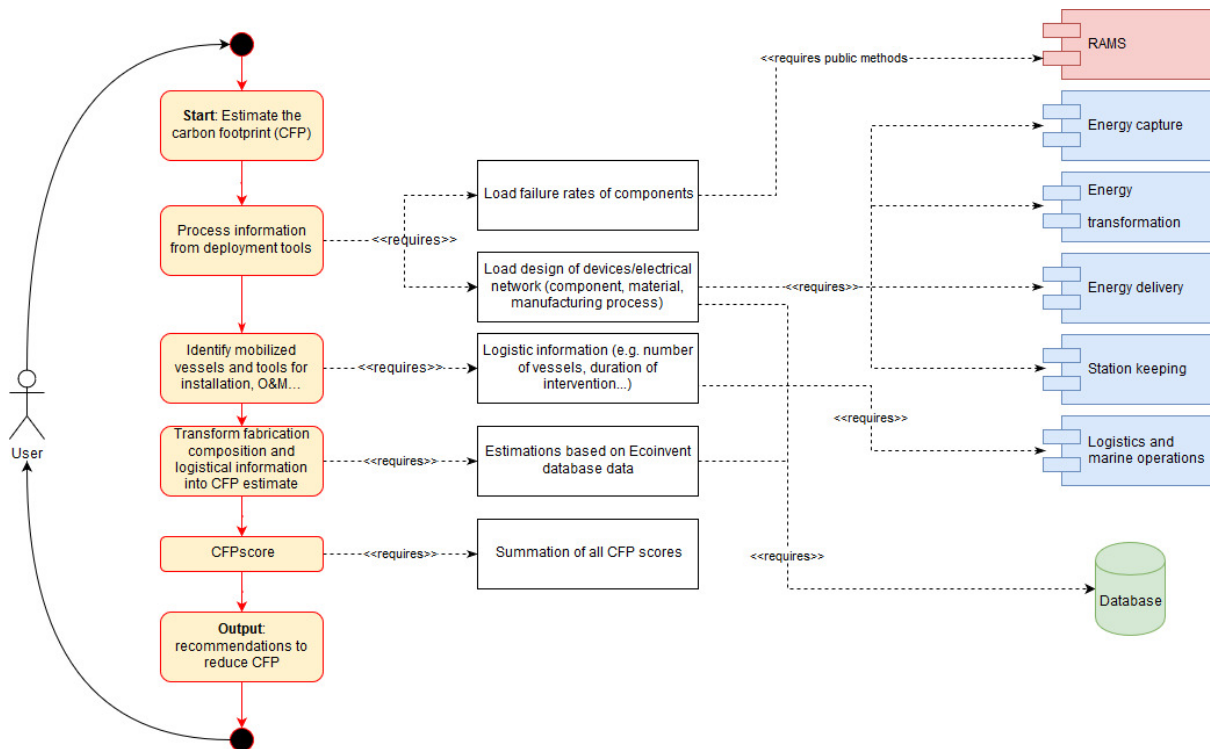 Start: Estimate the
carbon footprint (CFP)
Process information
from deployment tools
Identify mobilized
vessels and tools for
installation, O&M...
Transform fabrication
composition and
logistical information
into CFP estimate
CFPscore
Output:
recommendations to
reduce CFP
User
<<requires>>
<<requires>>
<<requires>>
<<requires>>
Load failure rates of components
Load design of devices/electrical
network (component, material,
manufacturing process)
Logistic information (e.g. number
of vessels, duration of
intervention...)
Estimations based on Ecoinvent
database data
Summation of all CFP scores
<<requires public methods
<<requires>>
<<requires>>
<<requires>>
RAMS
Energy capture
Energy
transformation
Energy delivery
Station keeping
Logistics and
marine operations
Database